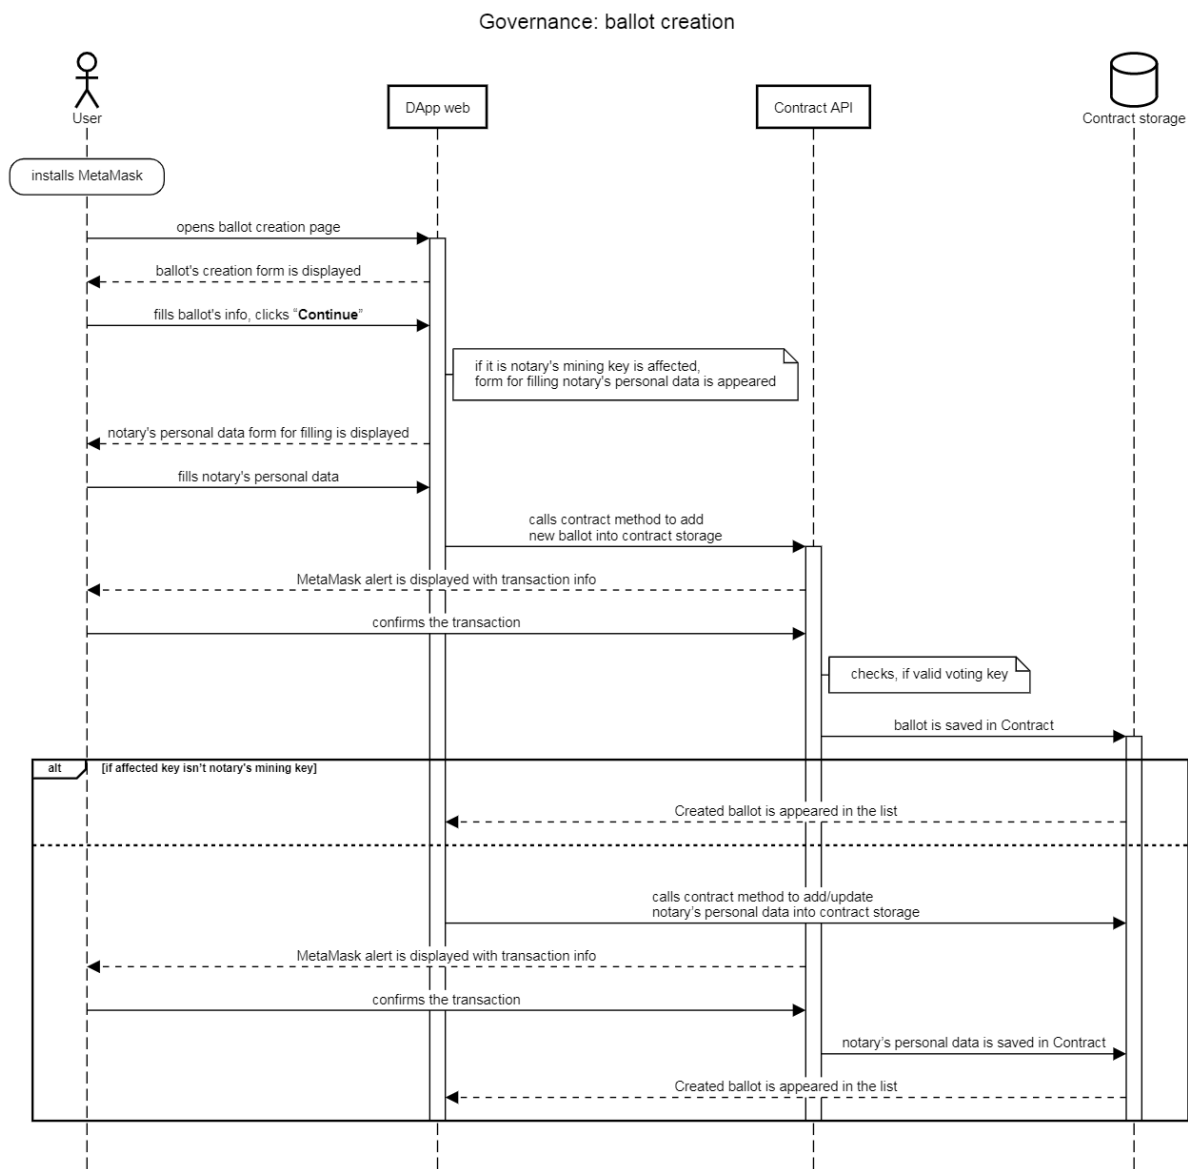 Governance: ballot creation
User
DApp web
Contract API
Contract storage
installs MetaMask
opens ballot creation page
ballot's creation form is displayed
fills ballot's info, clicks “Continue”
if it is notary's mining key is affected,
form for filling notary's personal data is appeared
notary's personal data form for filling is displayed
fills notary's personal data
calls contract method to add
new ballot into contract storage
MetaMask alert is displayed with transaction info
confirms the transaction
checks, if valid voting key
ballot is saved in Contract
alt
[if affected key isn’t notary's mining key]
Created ballot is appeared in the list
calls contract method to add/update
notary’s personal data into contract storage
MetaMask alert is displayed with transaction info
confirms the transaction
notary’s personal data is saved in Contract
Created ballot is appeared in the list